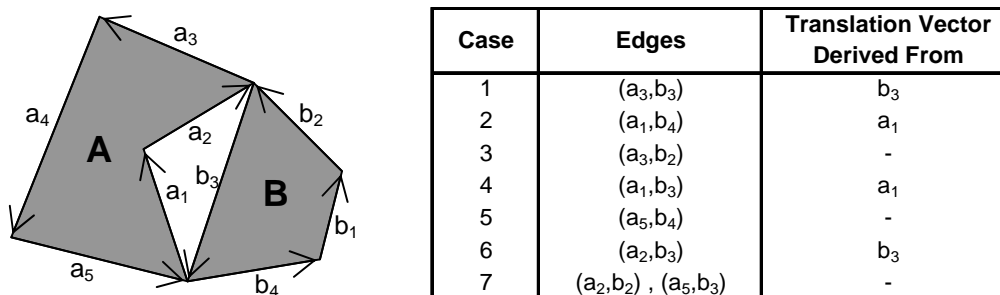 a₃
a₄
a₂
b₂
A
a₁
b₃
B
b₁
a₅
b₄
Case Edges Translation Vector Derived From
1 (a₃,b₃) b₃
2 (a₁,b₄) a₁
3 (a₃,b₂) -
4 (a₁,b₃) a₁
5 (a₅,b₄) -
6 (a₂,b₃) b₃
7 (a₂,b₂) , (a₅,b₃) -